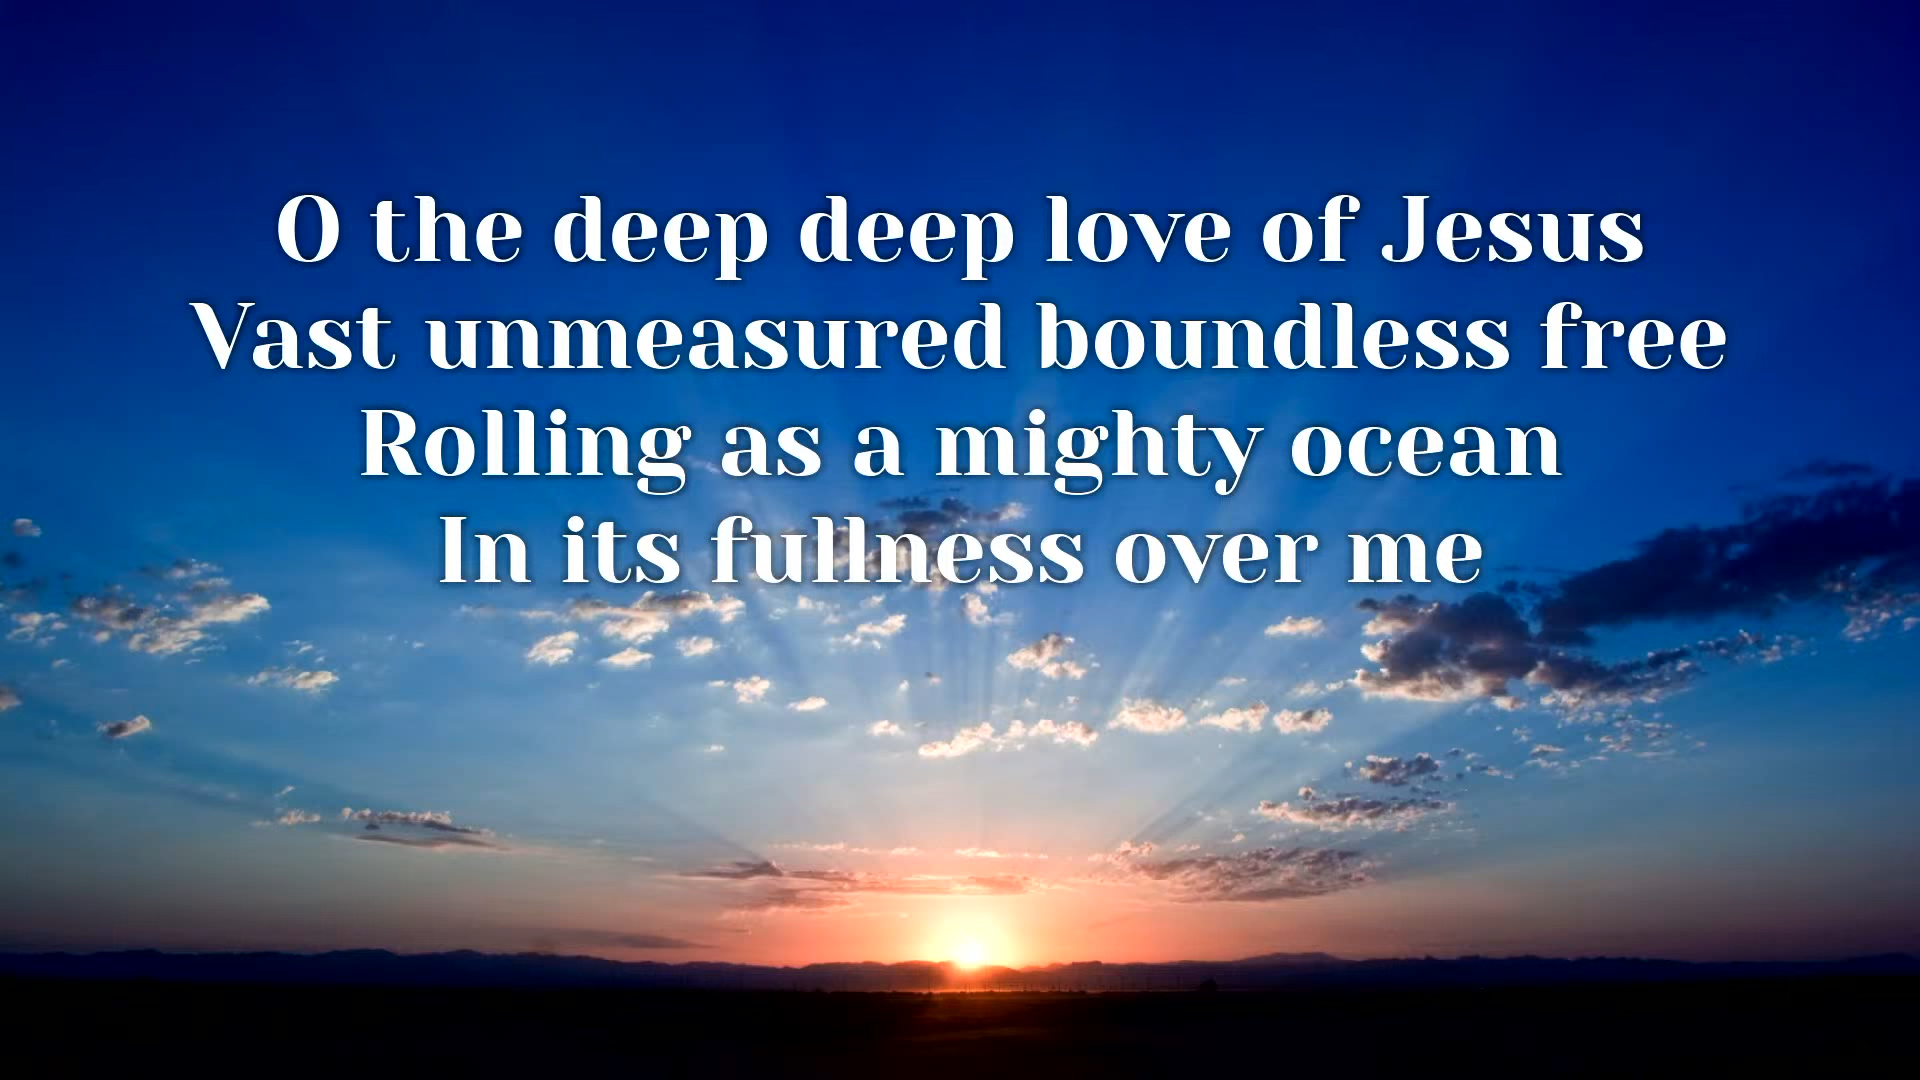 O the deep deep love of Jesus
Vast unmeasured boundless free
Rolling as a mighty ocean
In its fullness over me